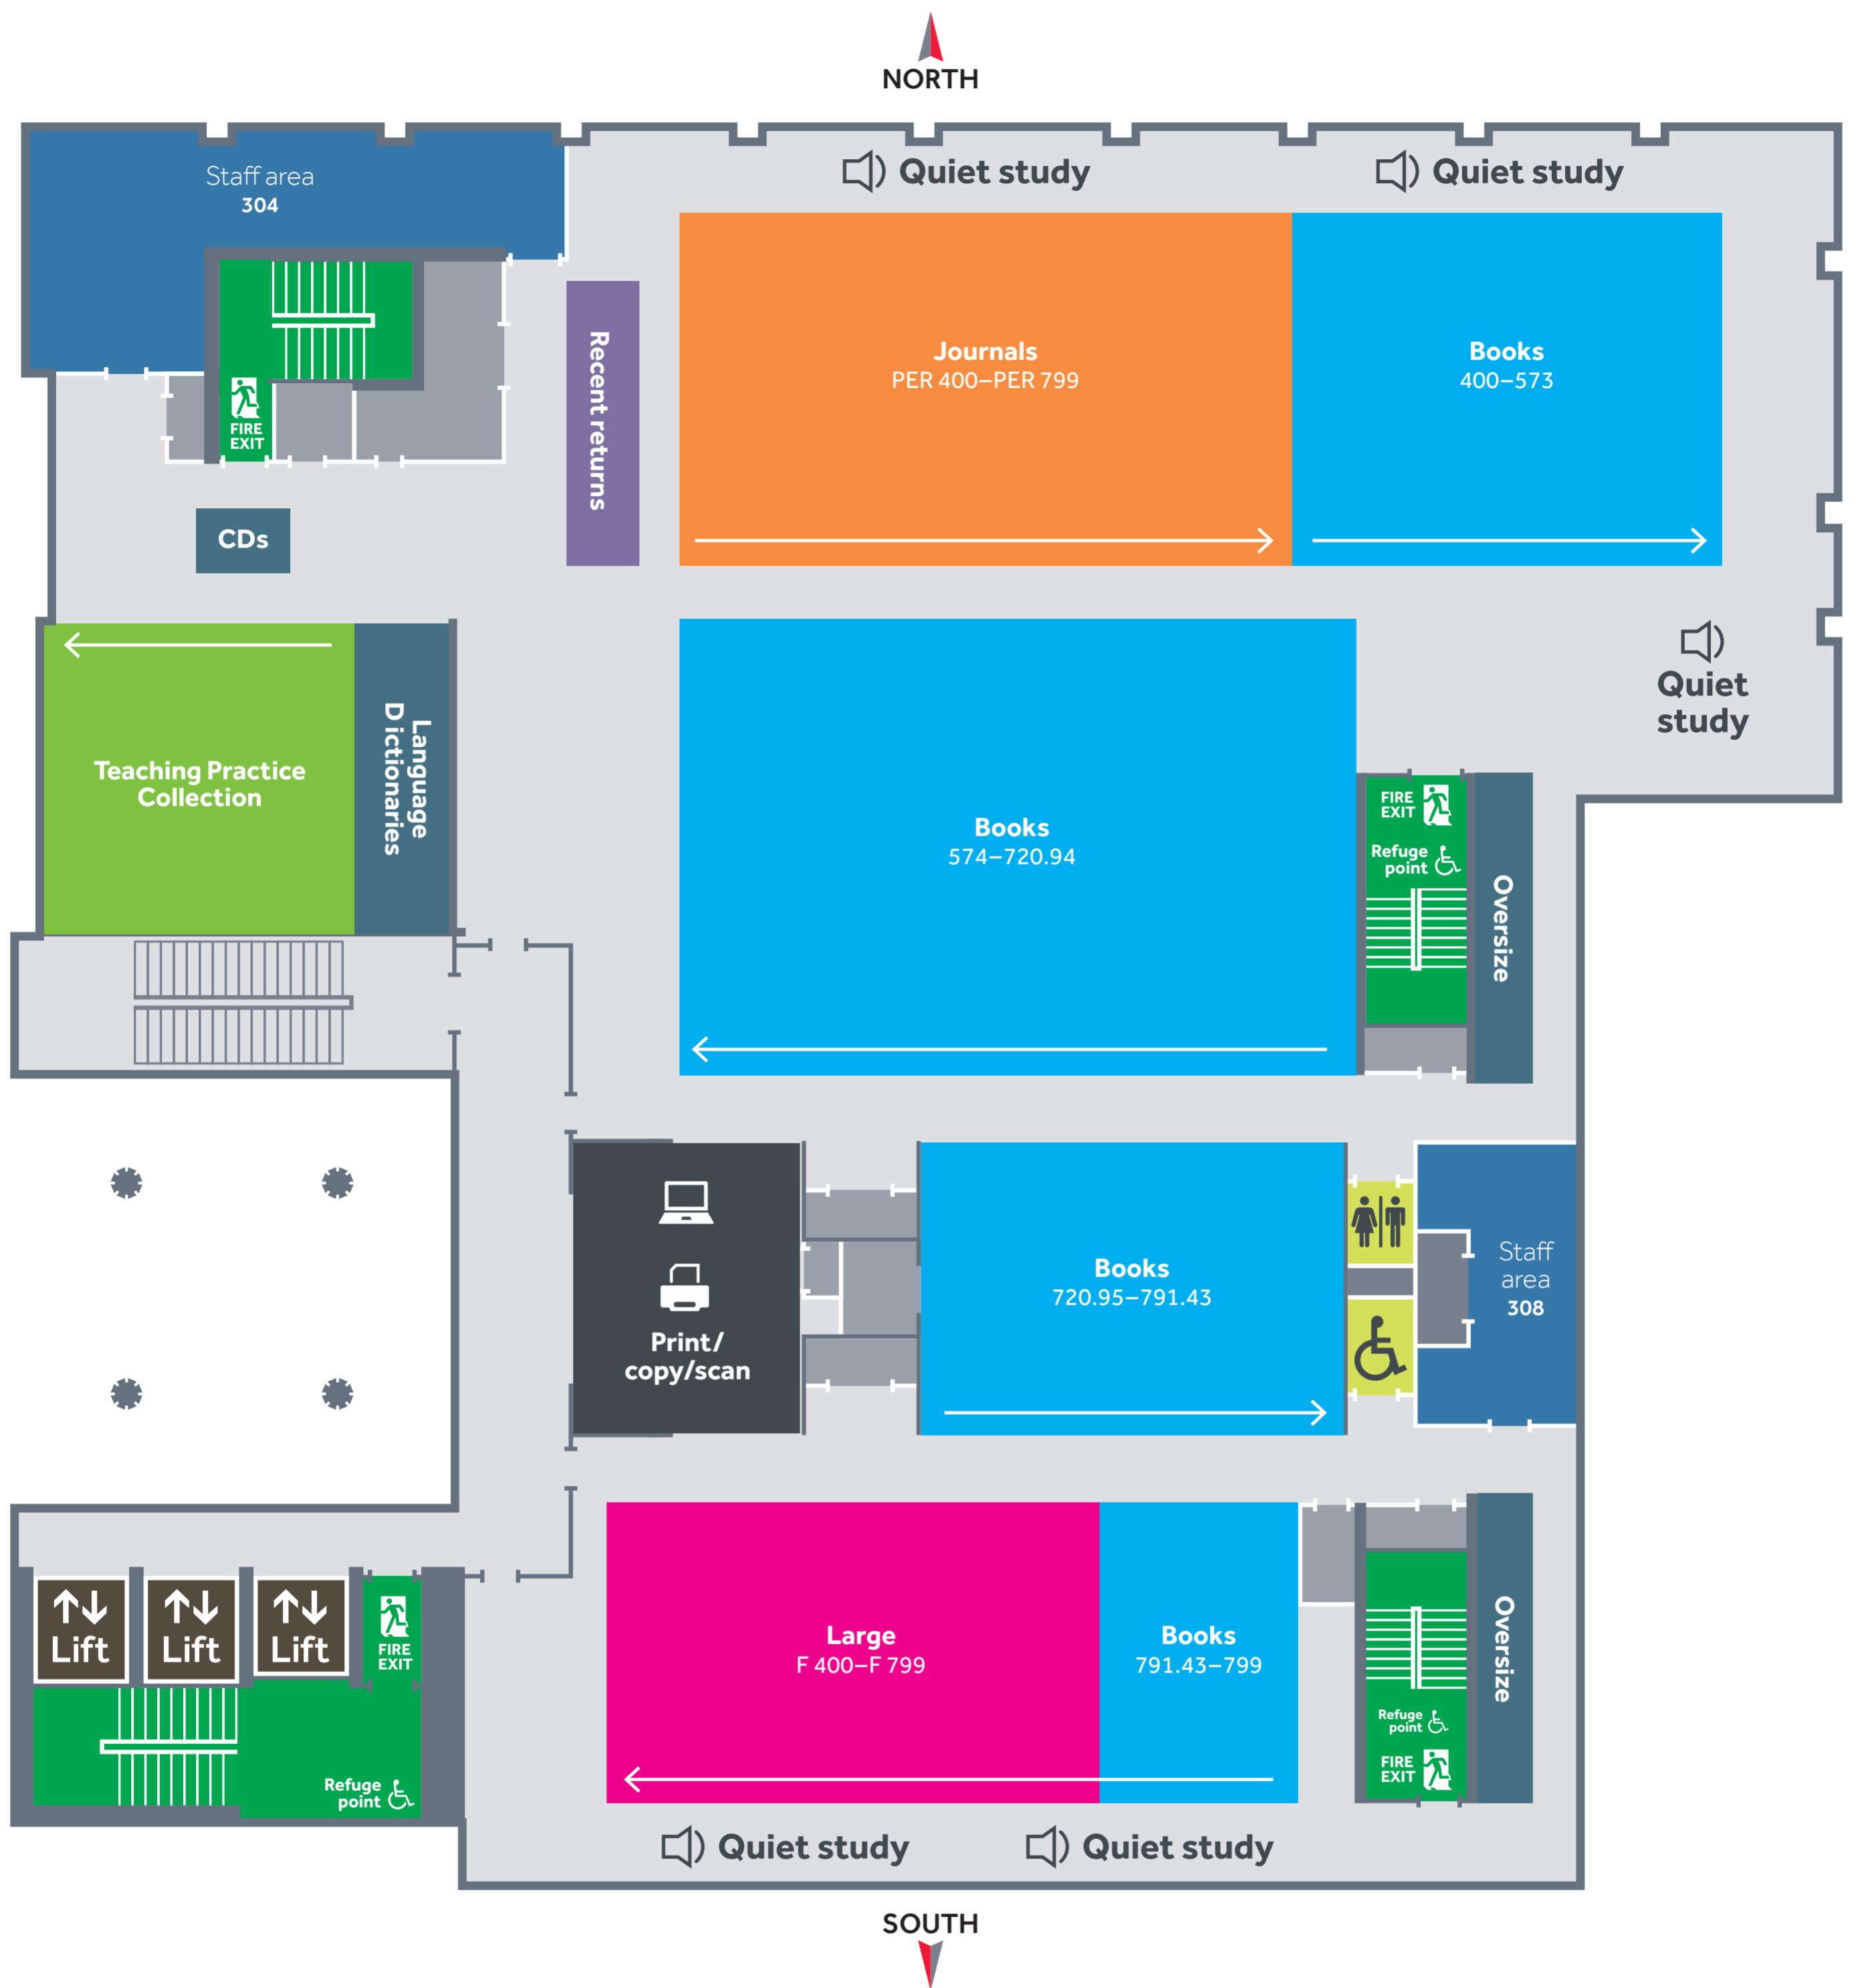 NORTH
Quiet study
Quiet study
Staff area
304
Journals
PER 400–PER 799
Books
400–573
Recent returns
FIRE
EXIT
CDs
Quiet
study
Teaching Practice
Collection
Language
Dictionaries
Books
574–720.94
FIRE
EXIT
Refuge
point
Oversize
Books
720.95–791.43
Staff
area
308
Print/
copy/scan
Lift
Lift
Lift
FIRE
EXIT
Refuge
point
Large
F 400–F 799
Books
791.43–799
Oversize
Refuge
point
FIRE
EXIT
Quiet study
Quiet study
SOUTH